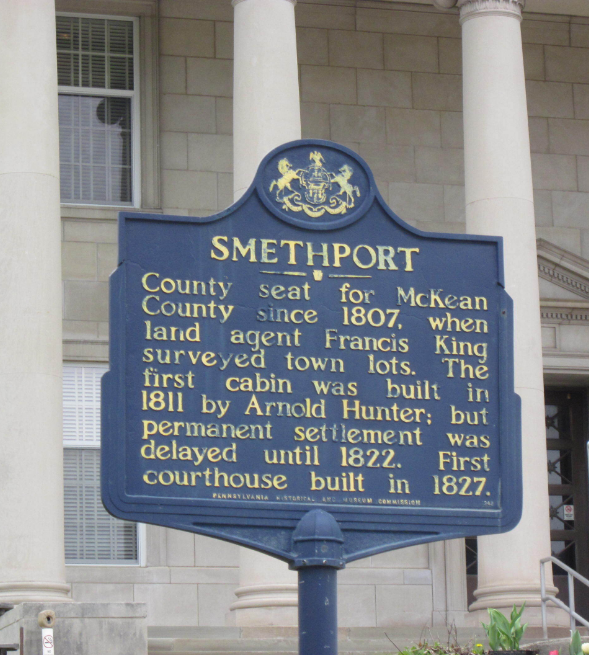 SMETHPORT
County seat for McKean
County since 1807, when
land agent Francis King
surveyed town lots. The
first cabin was built in
1811 by Arnold Hunter; but
permanent settlement was
delayed until 1822. First
courthouse built in 1827.
PENNSYLVANIA HISTORICAL AND MUSEUM COMMISSION